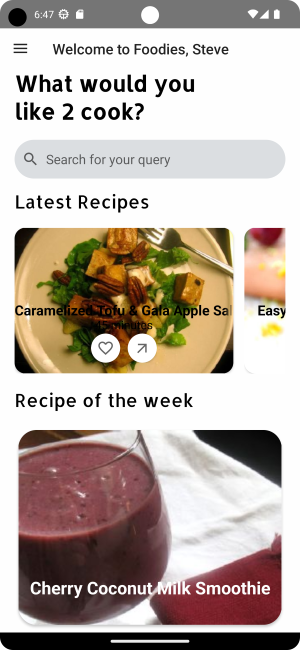 6:47
Welcome to Foodies, Steve
What would you
like 2 cook?
Search for your query
Latest Recipes
Caramelized Tofu & Gala Apple Sal
Easy
minutes
Recipe of the week
Cherry Coconut Milk Smoothie